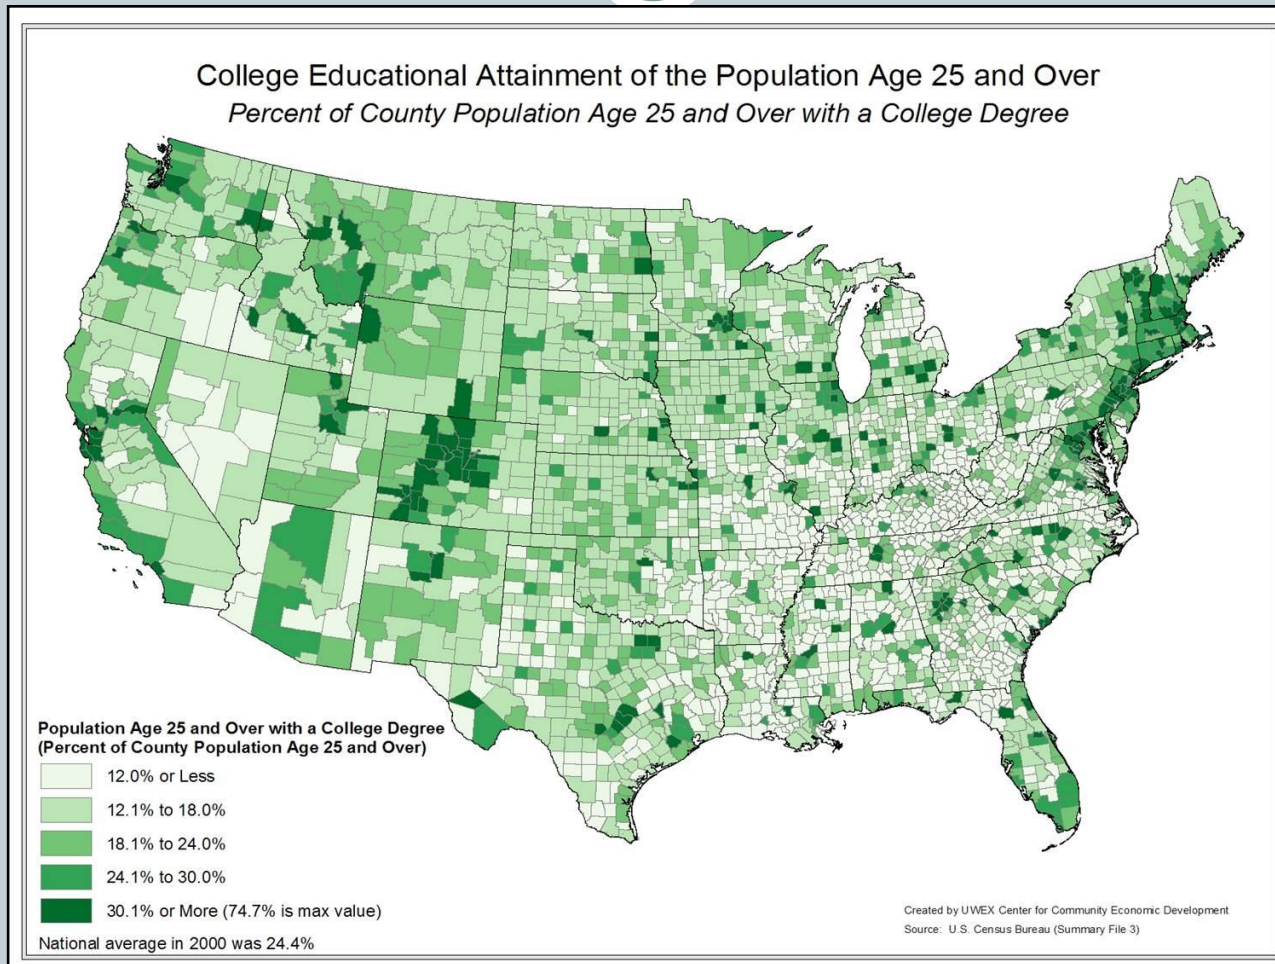 College Educational Attainment of the Population Age 25 and Over
Percent of County Population Age 25 and Over with a College Degree
Population Age 25 and Over with a College Degree
(Percent of County Population Age 25 and Over)
12.0% or Less
12.1% to 18.0%
18.1% to 24.0%
24.1% to 30.0%
30.1% or More (74.7% is max value)
National average in 2000 was 24.4%
Created by UWEX Center for Community Economic Development
Source: U.S. Census Bureau (Summary File 3)